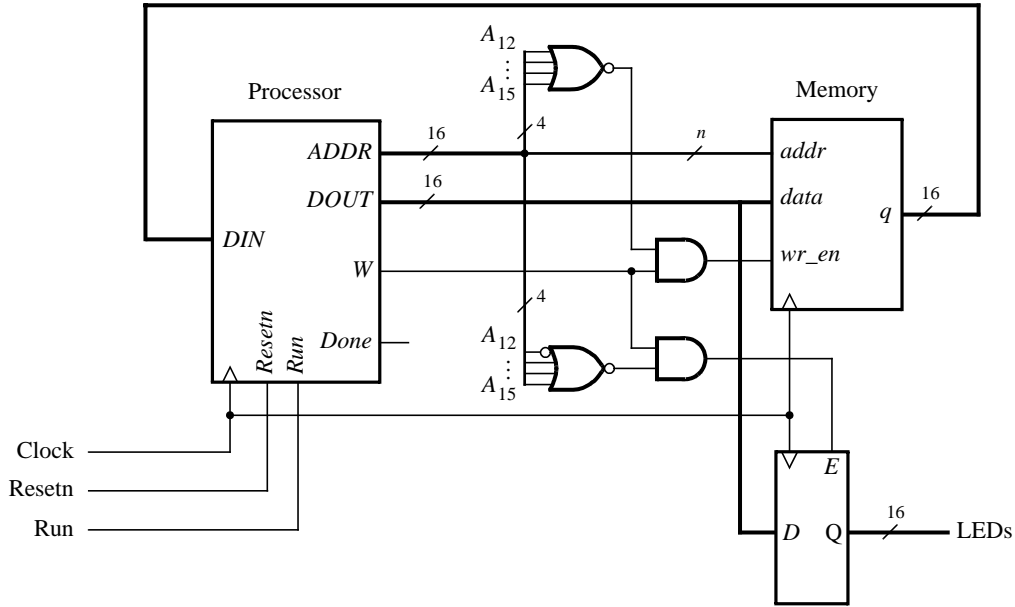 A12
⋮
A15
Processor
Memory
4
16
n
ADDR
addr
16
DOUT
data
16
q
DIN
wr_en
W
4
Done
A12
⋮
A15
Resetn
Run
Clock
E
Resetn
16
Run
D
Q
LEDs